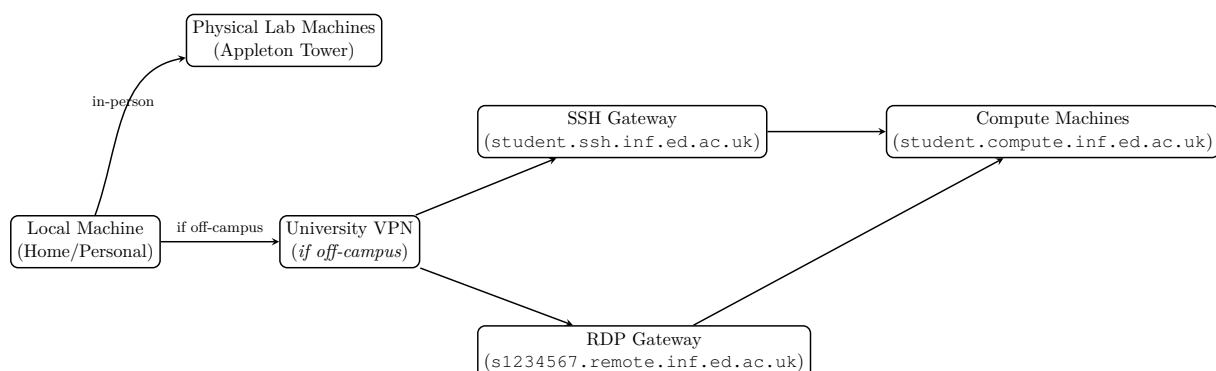 Physical Lab Machines
(Appleton Tower)
in-person
SSH Gateway
(student.ssh.inf.ed.ac.uk)
Compute Machines
(student.compute.inf.ed.ac.uk)
Local Machine
(Home/Personal)
if off-campus
University VPN
(if off-campus)
RDP Gateway
(s1234567.remote.inf.ed.ac.uk)